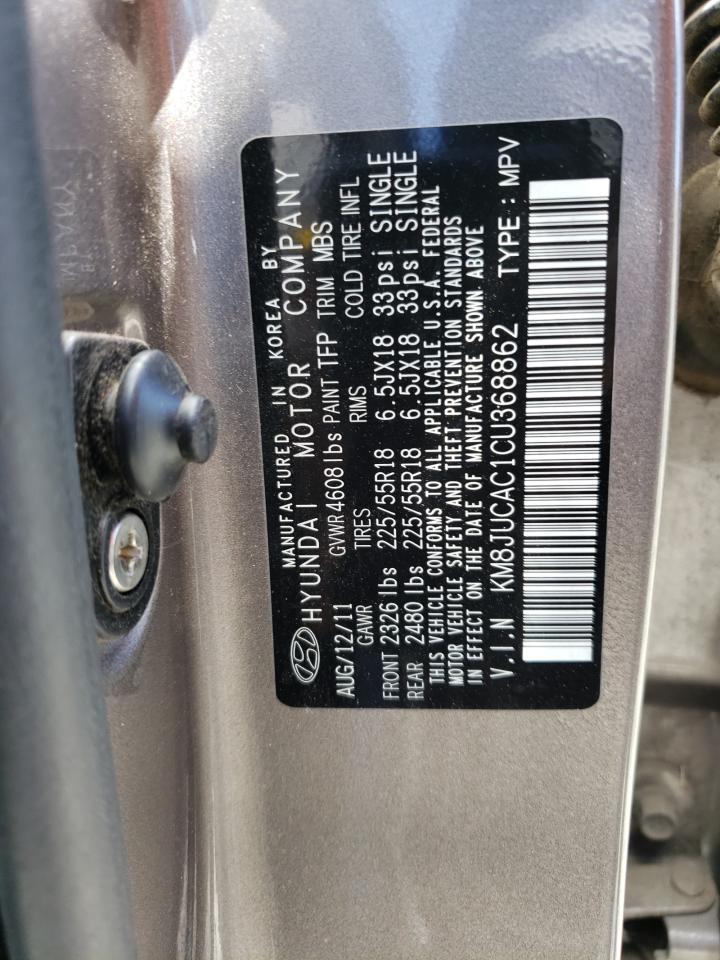 MANUFACTURED IN KOREA BY
HYUNDAI MOTOR COMPANY
AUG/12/11 GVWR 4608 lbs PAINT TFP TRIM MBS
GAWR TIRES RIMS COLD TIRE INFL
FRONT 2326 lbs 225/55R18 6.5JX18 33psi SINGLE
REAR 2480 lbs 225/55R18 6.5JX18 33psi SINGLE
THIS VEHICLE CONFORMS TO ALL APPLICABLE U.S.A. FEDERAL
MOTOR VEHICLE SAFETY AND THEFT PREVENTION STANDARDS
IN EFFECT ON THE DATE OF MANUFACTURE SHOWN ABOVE
V.I.N KM8JUCAC1CU368862 TYPE : MPV